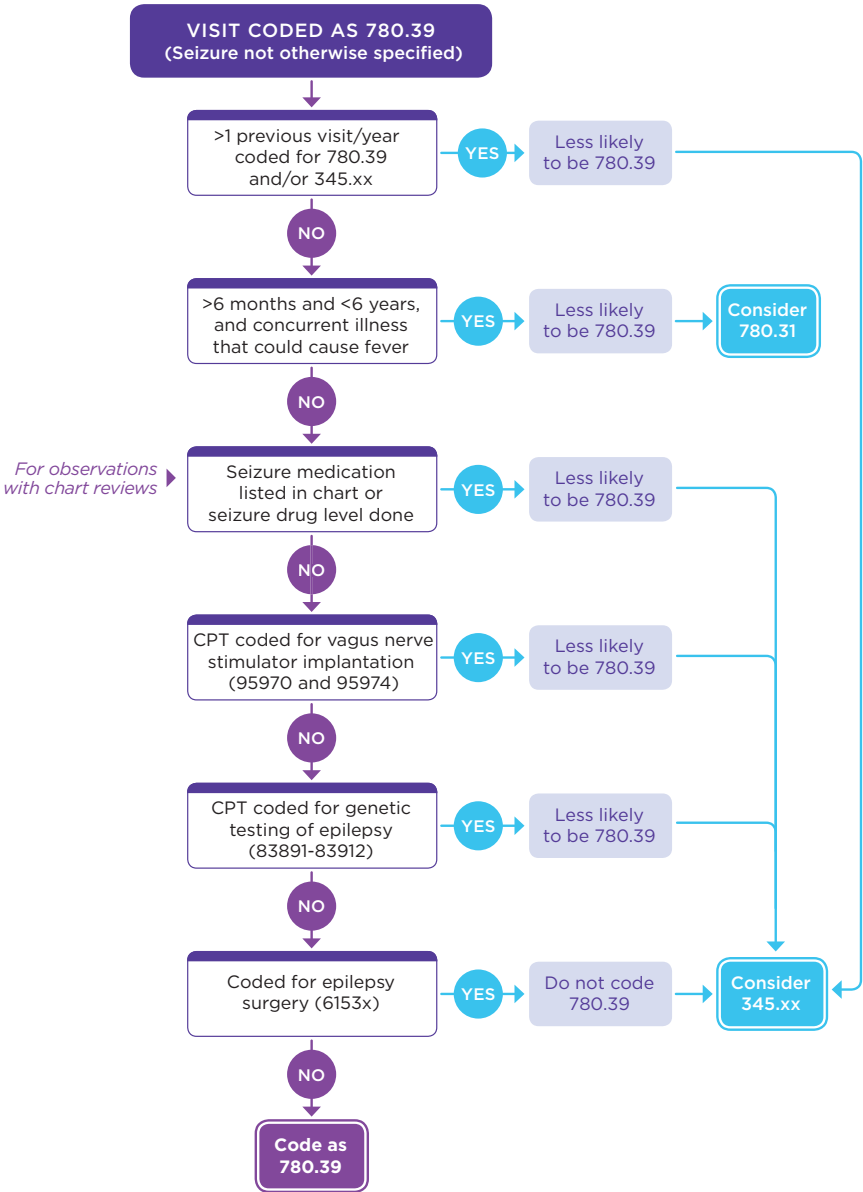 VISIT CODED AS 780.39
(Seizure not otherwise specified)
>1 previous visit/year
coded for 780.39
and/or 345.xx
YES
Less likely
to be 780.39
NO
>6 months and <6 years,
and concurrent illness
that could cause fever
YES
Less likely
to be 780.39
Consider
780.31
NO
For observations
with chart reviews
Seizure medication
listed in chart or
seizure drug level done
YES
Less likely
to be 780.39
NO
CPT coded for vagus nerve
stimulator implantation
(95970 and 95974)
YES
Less likely
to be 780.39
NO
CPT coded for genetic
testing of epilepsy
(83891-83912)
YES
Less likely
to be 780.39
NO
Coded for epilepsy
surgery (6153x)
YES
Do not code
780.39
Consider
345.xx
NO
Code as
780.39